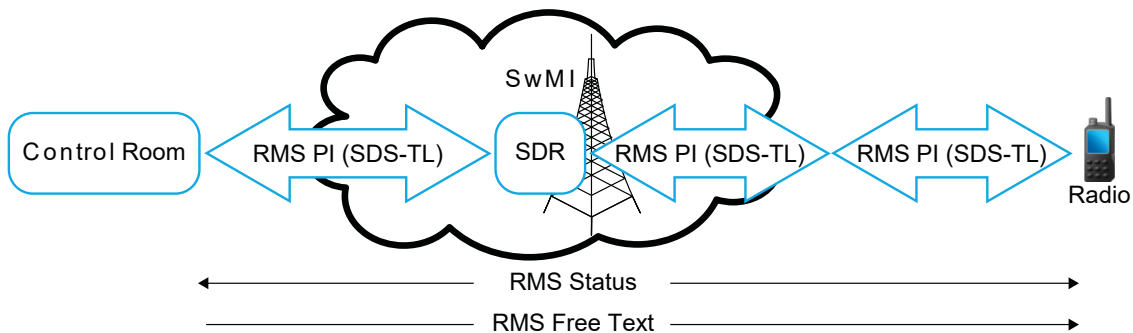 SwMI
Control Room
RMS PI (SDS-TL)
SDR
RMS PI (SDS-TL)
RMS PI (SDS-TL)
Radio
RMS Status
RMS Free Text